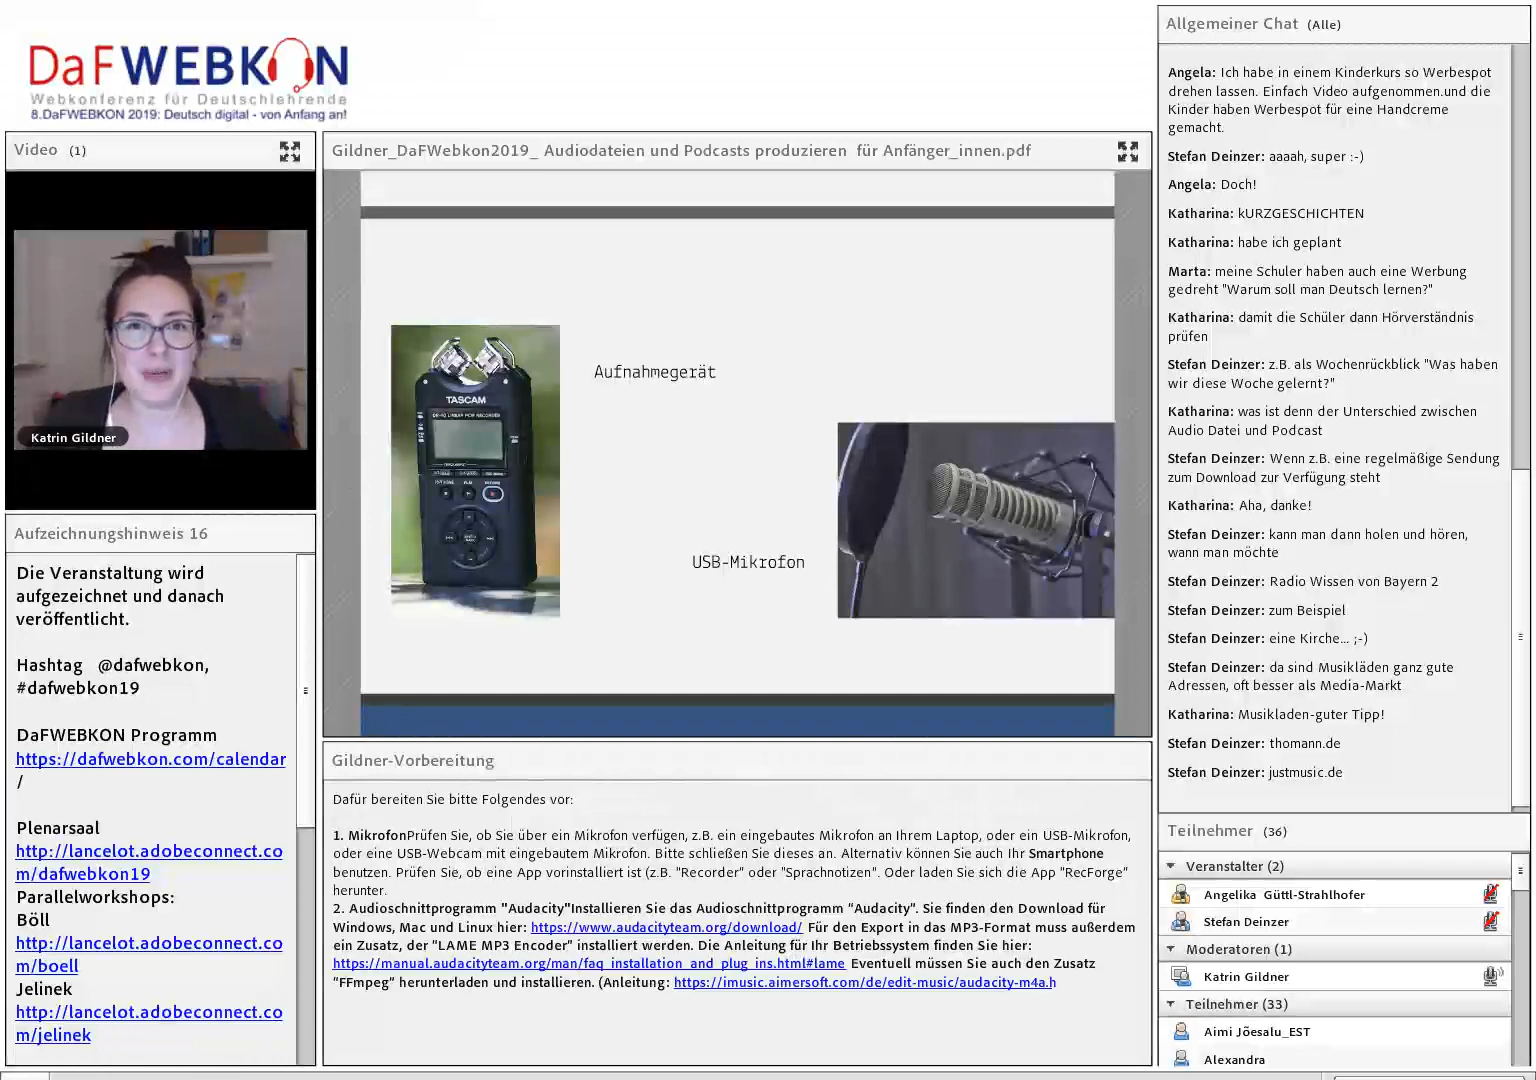 DaFWEBKON
Webkonferenz für Deutschlehrende
8.DaFWEBKON 2019: Deutsch digital - von Anfang an!
Video (1)
Katrin Gildner
Aufzeichnungshinweis 16
Die Veranstaltung wird
aufgezeichnet und danach
veröffentlicht.
Hashtag @dafwebkon,
#dafwebkon19
DaFWEBKON Programm
https://dafwebkon.com/calendar
/
Plenarsaal
http://lancelot.adobeconnect.co
m/dafwebkon19
Parallelworkshops:
Böll
http://lancelot.adobeconnect.co
m/boell
Jelinek
http://lancelot.adobeconnect.co
m/jelinek
Gildner_DaFWebkon2019_ Audiodateien und Podcasts produzieren für Anfänger_innen.pdf
Aufnahmegerät
TASCAM
DR-40 LINEAR PCM RECORDER
USB-Mikrofon
Gildner-Vorbereitung
Dafür bereiten Sie bitte Folgendes vor:
1. MikrofonPrüfen Sie, ob Sie über ein Mikrofon verfügen, z.B. ein eingebautes Mikrofon an Ihrem Laptop, oder ein USB-Mikrofon,
oder eine USB-Webcam mit eingebautem Mikrofon. Bitte schließen Sie dieses an. Alternativ können Sie auch Ihr Smartphone
benutzen. Prüfen Sie, ob eine App vorinstalliert ist (z.B. "Recorder" oder "Sprachnotizen". Oder laden Sie sich die App "RecForge"
herunter.
2. Audioschnittprogramm "Audacity"Installieren Sie das Audioschnittprogramm "Audacity". Sie finden den Download für
Windows, Mac und Linux hier: https://www.audacityteam.org/download/ Für den Export in das MP3-Format muss außerdem
ein Zusatz, der "LAME MP3 Encoder" installiert werden. Die Anleitung für Ihr Betriebssystem finden Sie hier:
https://manual.audacityteam.org/man/faq_installation_and_plug_ins.html#lame Eventuell müssen Sie auch den Zusatz
"FFmpeg" herunterladen und installieren. (Anleitung: https://imusic.aimersoft.com/de/edit-music/audacity-m4a.h
Allgemeiner Chat (Alle)
Angela: Ich habe in einem Kinderkurs so Werbespot
drehen lassen. Einfach Video aufgenommen.und die
Kinder haben Werbespot für eine Handcreme
gemacht.
Stefan Deinzer: aaaah, super :-)
Angela: Doch!
Katharina: kURZGESCHICHTEN
Katharina: habe ich geplant
Marta: meine Schuler haben auch eine Werbung
gedreht "Warum soll man Deutsch lernen?"
Katharina: damit die Schüler dann Hörverständnis
prüfen
Stefan Deinzer: z.B. als Wochenrückblick "Was haben
wir diese Woche gelernt?"
Katharina: was ist denn der Unterschied zwischen
Audio Datei und Podcast
Stefan Deinzer: Wenn z.B. eine regelmäßige Sendung
zum Download zur Verfügung steht
Katharina: Aha, danke!
Stefan Deinzer: kann man dann holen und hören,
wann man möchte
Stefan Deinzer: Radio Wissen von Bayern 2
Stefan Deinzer: zum Beispiel
Stefan Deinzer: eine Kirche... ;-)
Stefan Deinzer: da sind Musikläden ganz gute
Adressen, oft besser als Media-Markt
Katharina: Musikladen-guter Tipp!
Stefan Deinzer: thomann.de
Stefan Deinzer: justmusic.de
Teilnehmer (36)
Veranstalter (2)
Angelika Güttl-Strahlhofer
Stefan Deinzer
Moderatoren (1)
Katrin Gildner
Teilnehmer (33)
Aimi Jõesalu_EST
Alexandra